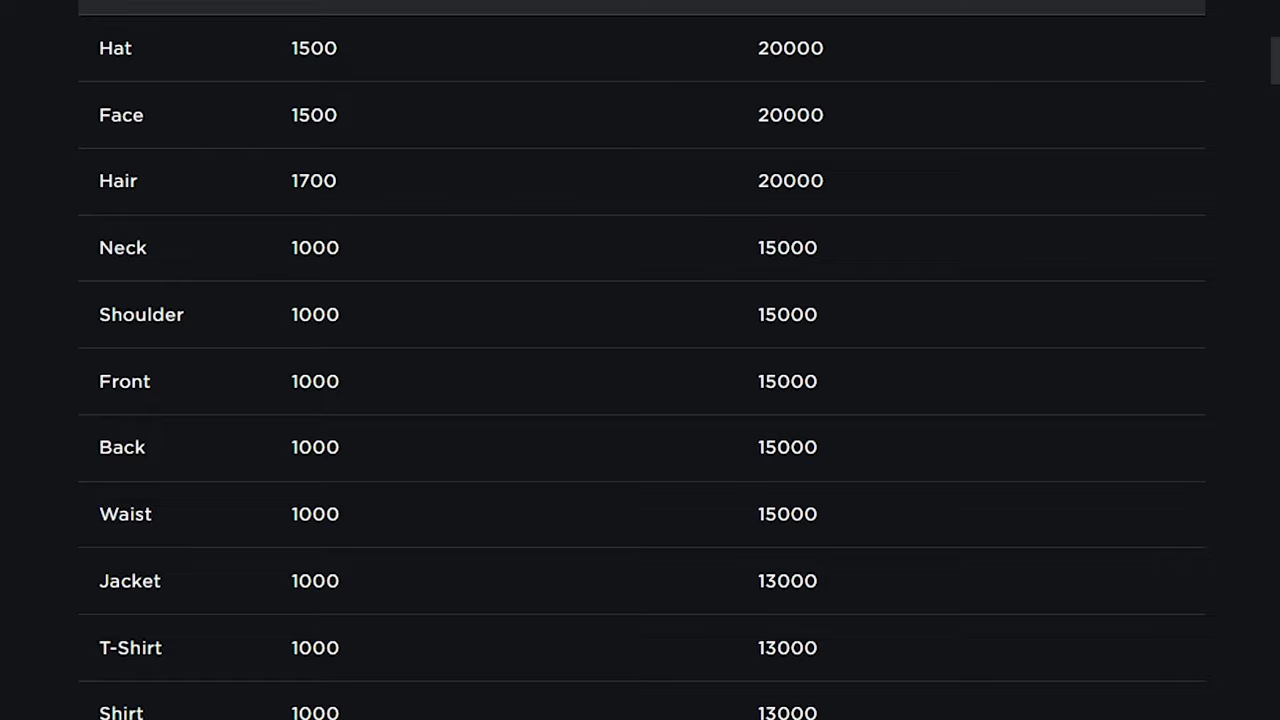 Hat 1500 20000
Face 1500 20000
Hair 1700 20000
Neck 1000 15000
Shoulder 1000 15000
Front 1000 15000
Back 1000 15000
Waist 1000 15000
Jacket 1000 13000
T-Shirt 1000 13000
Shirt 1000 13000